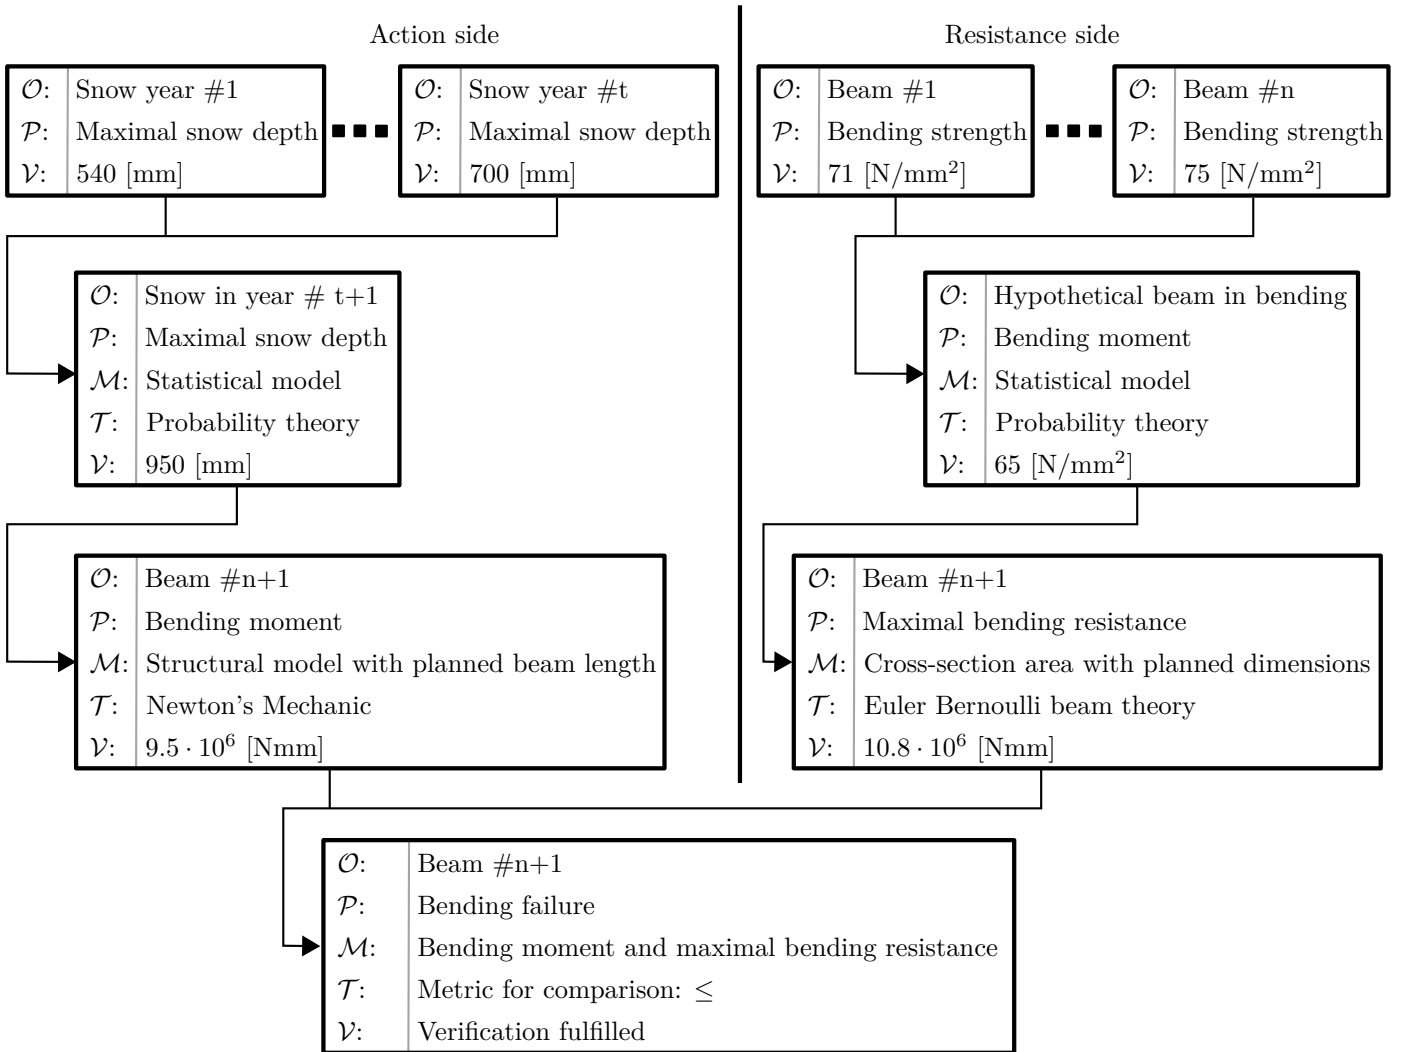 Action side
𝒪: Snow year #1
𝒫: Maximal snow depth
𝒱: 540 [mm]
𝒪: Snow year #t
𝒫: Maximal snow depth
𝒱: 700 [mm]
𝒪: Snow in year # t+1
𝒫: Maximal snow depth
ℳ: Statistical model
𝒯: Probability theory
𝒱: 950 [mm]
𝒪: Beam #n+1
𝒫: Bending moment
ℳ: Structural model with planned beam length
𝒯: Newton's Mechanic
𝒱: 9.5 · 10⁶ [Nmm]
Resistance side
𝒪: Beam #1
𝒫: Bending strength
𝒱: 71 [N/mm²]
𝒪: Beam #n
𝒫: Bending strength
𝒱: 75 [N/mm²]
𝒪: Hypothetical beam in bending
𝒫: Bending moment
ℳ: Statistical model
𝒯: Probability theory
𝒱: 65 [N/mm²]
𝒪: Beam #n+1
𝒫: Maximal bending resistance
ℳ: Cross-section area with planned dimensions
𝒯: Euler Bernoulli beam theory
𝒱: 10.8 · 10⁶ [Nmm]
𝒪: Beam #n+1
𝒫: Bending failure
ℳ: Bending moment and maximal bending resistance
𝒯: Metric for comparison: ≤
𝒱: Verification fulfilled